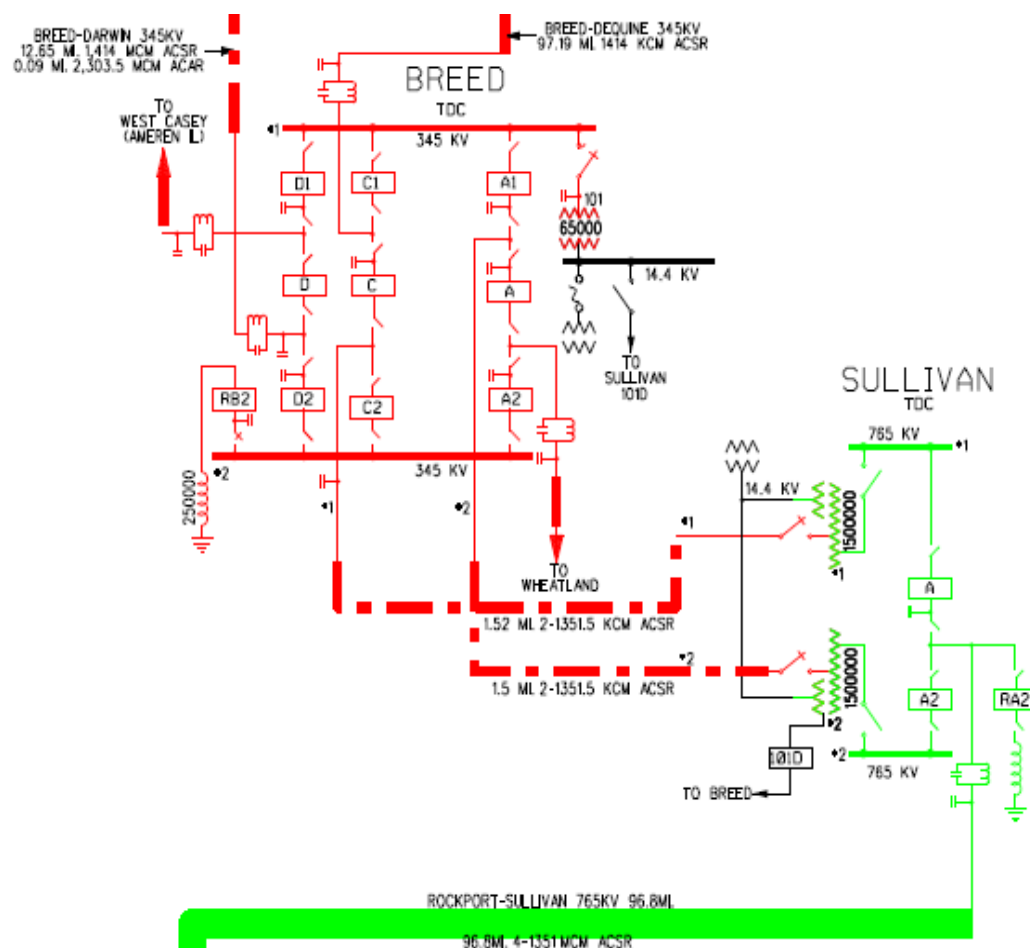 BREED-DARWIN 345KV
12.65 MI. 1,414 MCM ACSR
0.09 MI. 2,303.5 MCM ACAR
BREED-DEQUINE 345KV
97.19 MI. 1414 KCM ACSR
BREED
TDC
TO
WEST CASEY
(AMEREN IL)
•1
345 KV
D1
C1
A1
101
65000
14.4 KV
D
C
A
TO
SULLIVAN
101D
RB2
D2
C2
A2
•2
345 KV
250000
•1
•2
TO
WHEATLAND
SULLIVAN
TDC
765 KV
•1
14.4 KV
1500000
•1
•1
A
1.52 MI. 2-1351.5 KCM ACSR
•2
1.5 MI. 2-1351.5 KCM ACSR
1500000
•2
A2
RA2
101D
•2
765 KV
TO BREED
ROCKPORT-SULLIVAN 765KV 96.8MI.
96.8MI. 4-1351 MCM ACSR